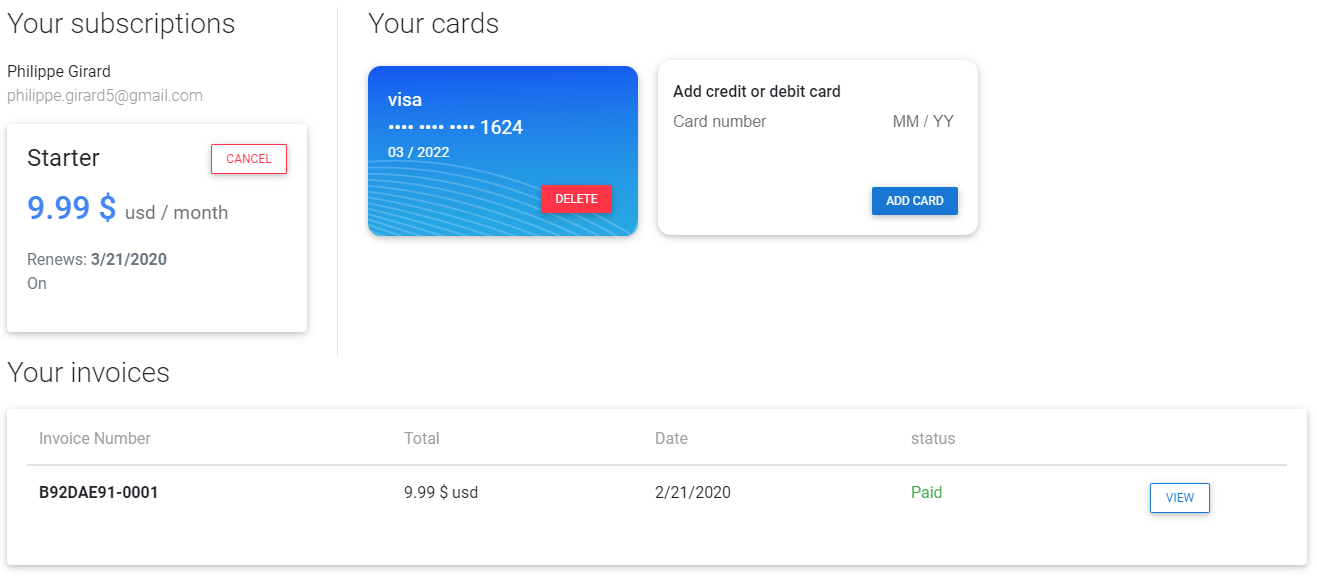 Your subscriptions
Philippe Girard
philippe.girard5@gmail.com
Starter
CANCEL
9.99 $ usd / month
Renews: 3/21/2020
On
Your cards
visa
•••• •••• •••• 1624
03 / 2022
DELETE
Add credit or debit card
Card number MM / YY
ADD CARD
Your invoices
Invoice Number Total Date status
B92DAE91-0001 9.99 $ usd 2/21/2020 Paid VIEW